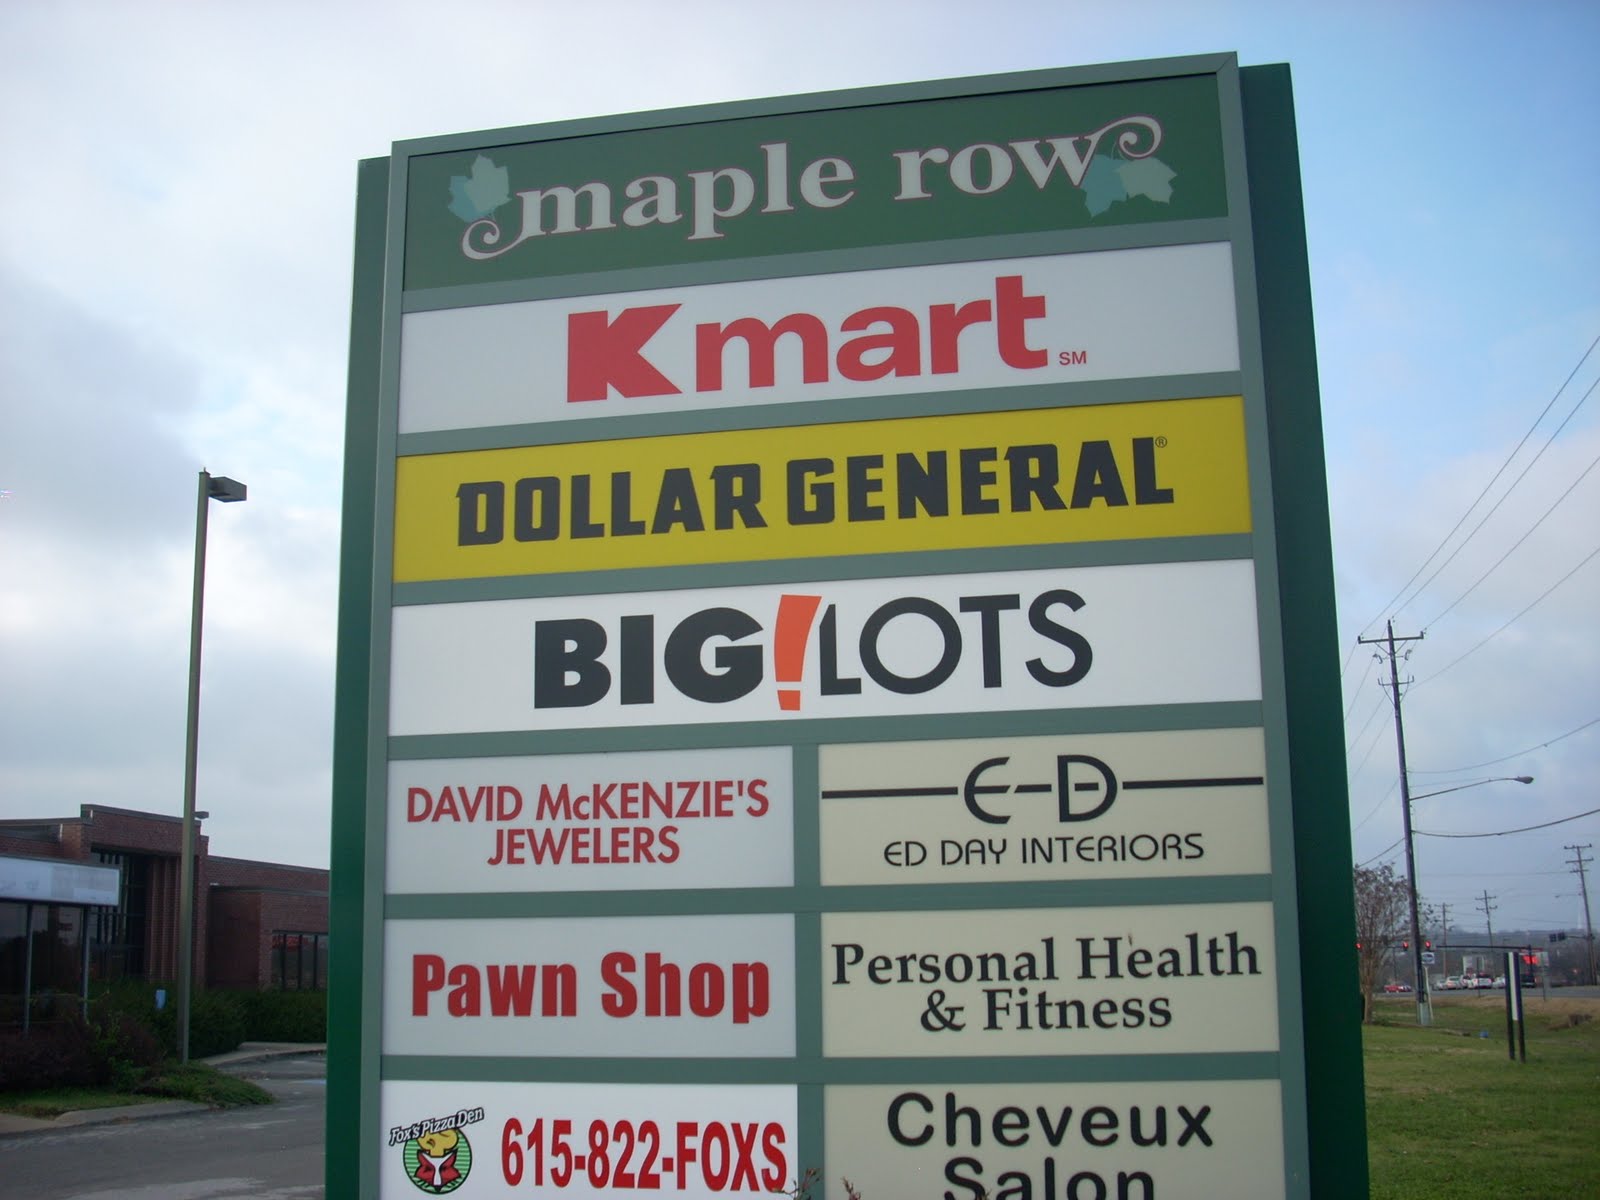 maple row
Kmart SM
DOLLAR GENERAL®
BIG!LOTS
DAVID McKENZIE'S
JEWELERS
E-D
ED DAY INTERIORS
Pawn Shop
Personal Health
& Fitness
Fox's Pizza Den
615-822-FOXS
Cheveux
Salon